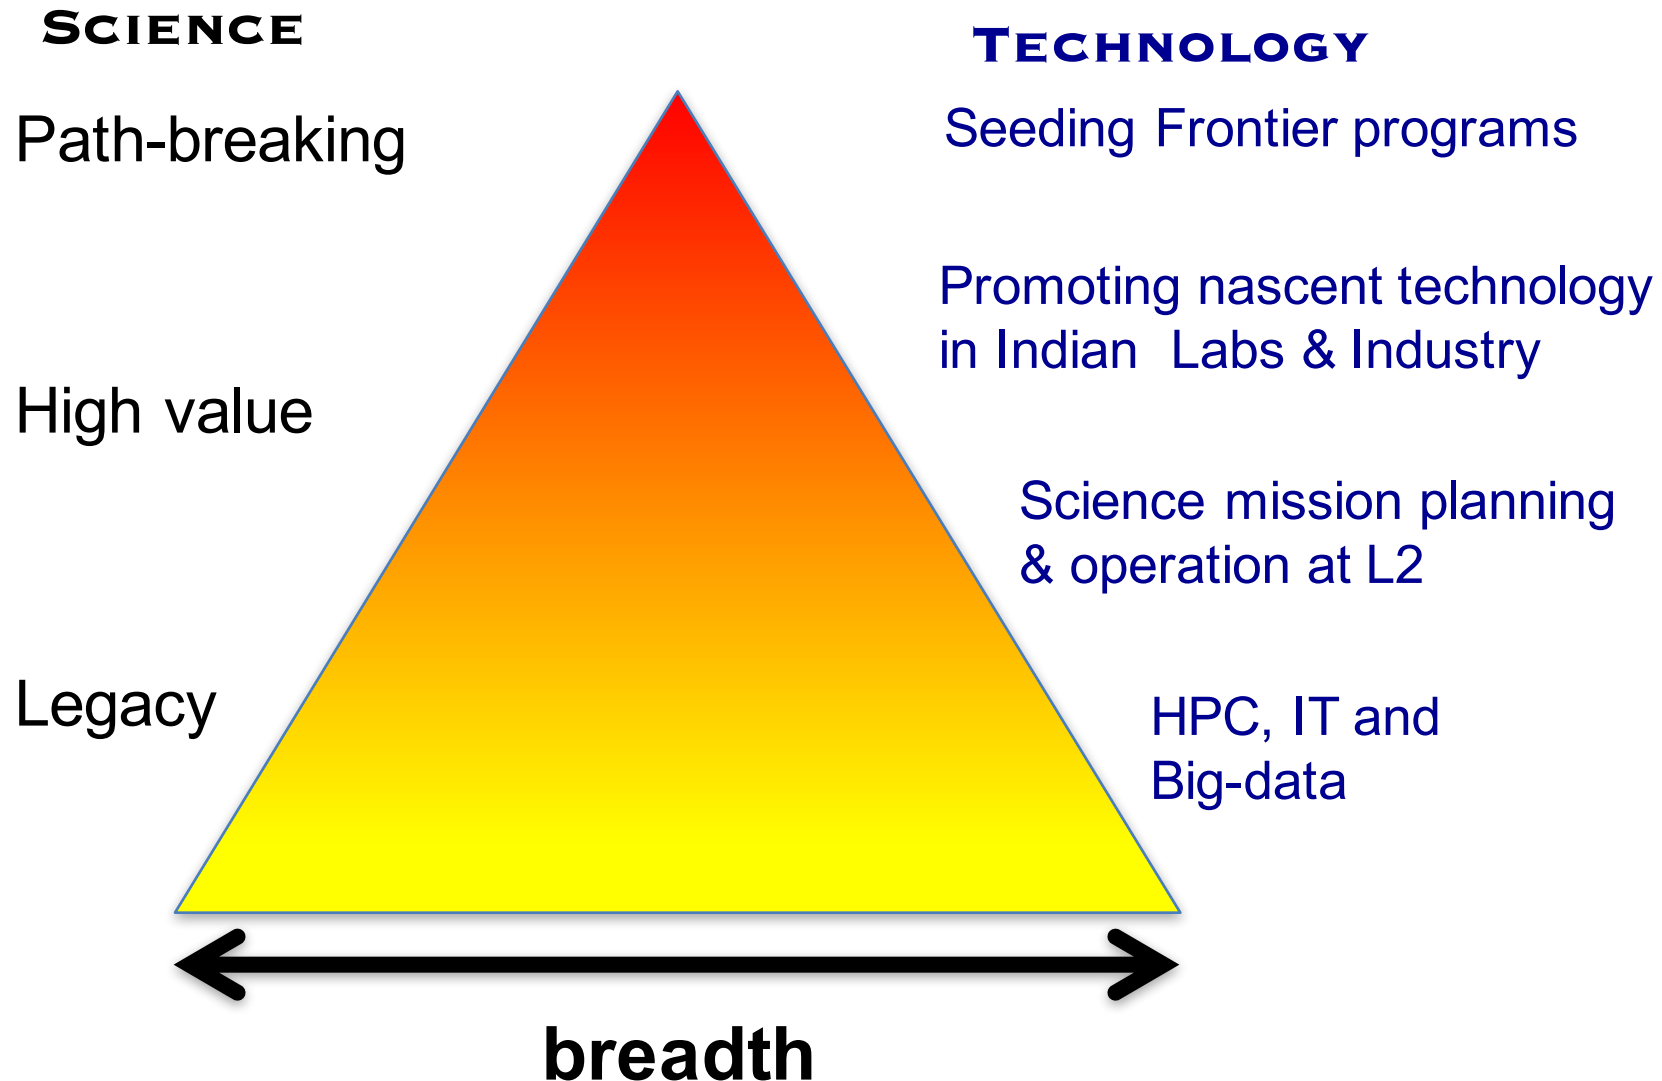 SCIENCE
Path-breaking
High value
Legacy
TECHNOLOGY
Seeding Frontier programs
Promoting nascent technology
in Indian Labs & Industry
Science mission planning
& operation at L2
HPC, IT and
Big-data
breadth